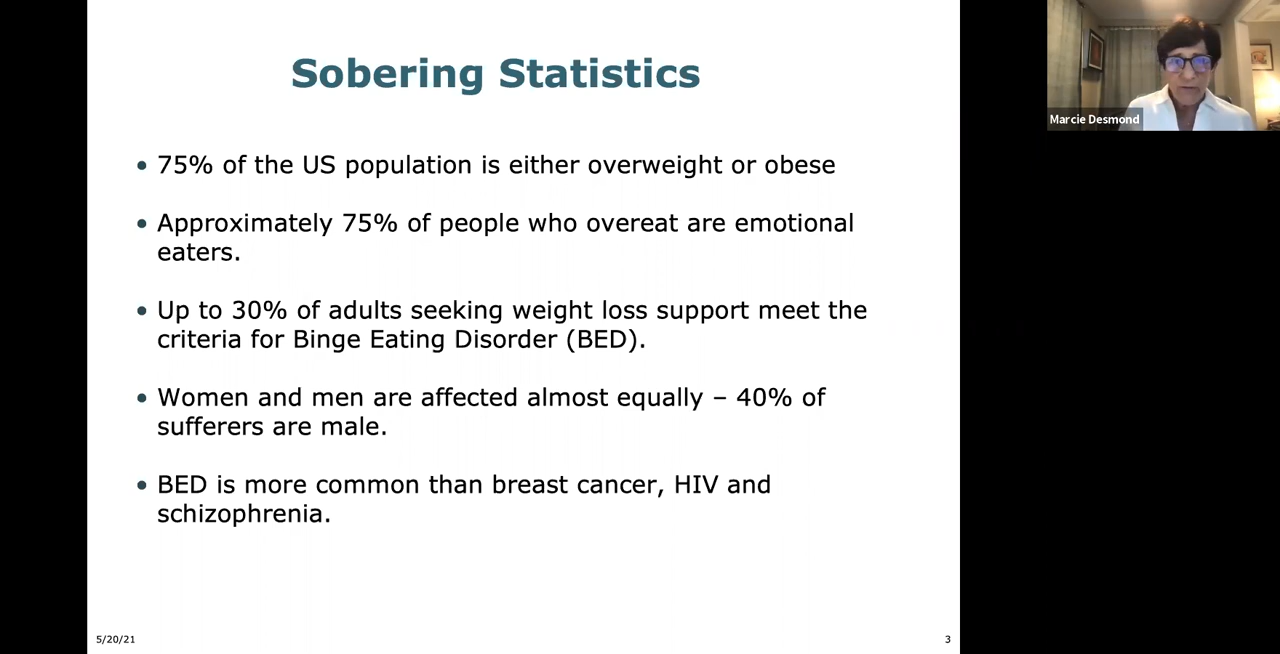 Sobering Statistics
• 75% of the US population is either overweight or obese
• Approximately 75% of people who overeat are emotional
eaters.
• Up to 30% of adults seeking weight loss support meet the
criteria for Binge Eating Disorder (BED).
• Women and men are affected almost equally – 40% of
sufferers are male.
• BED is more common than breast cancer, HIV and
schizophrenia.
5/20/21
3
Marcie Desmond